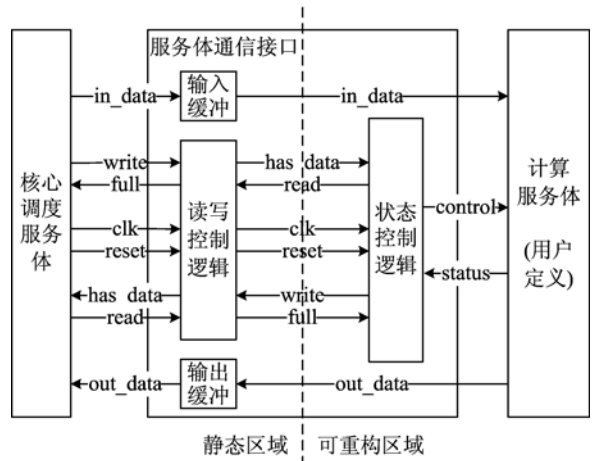 服务体通信接口
核心
调度
服务
体
in_data
输入
缓冲
in_data
write
full
clk
reset
has_data
read
读写
控制
逻辑
has_data
read
clk
reset
write
full
状态
控制
逻辑
control
status
计算
服务体
(用户
定义)
out_data
输出
缓冲
out_data
静态区域
可重构区域